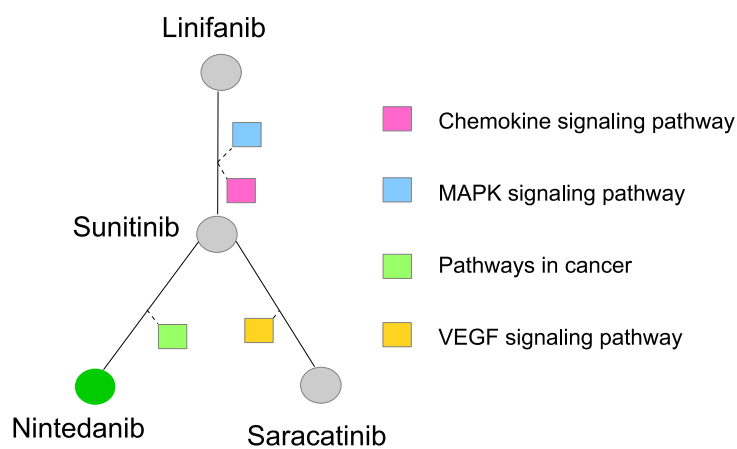 Linifanib
Chemokine signaling pathway
MAPK signaling pathway
Sunitinib
Pathways in cancer
VEGF signaling pathway
Nintedanib
Saracatinib